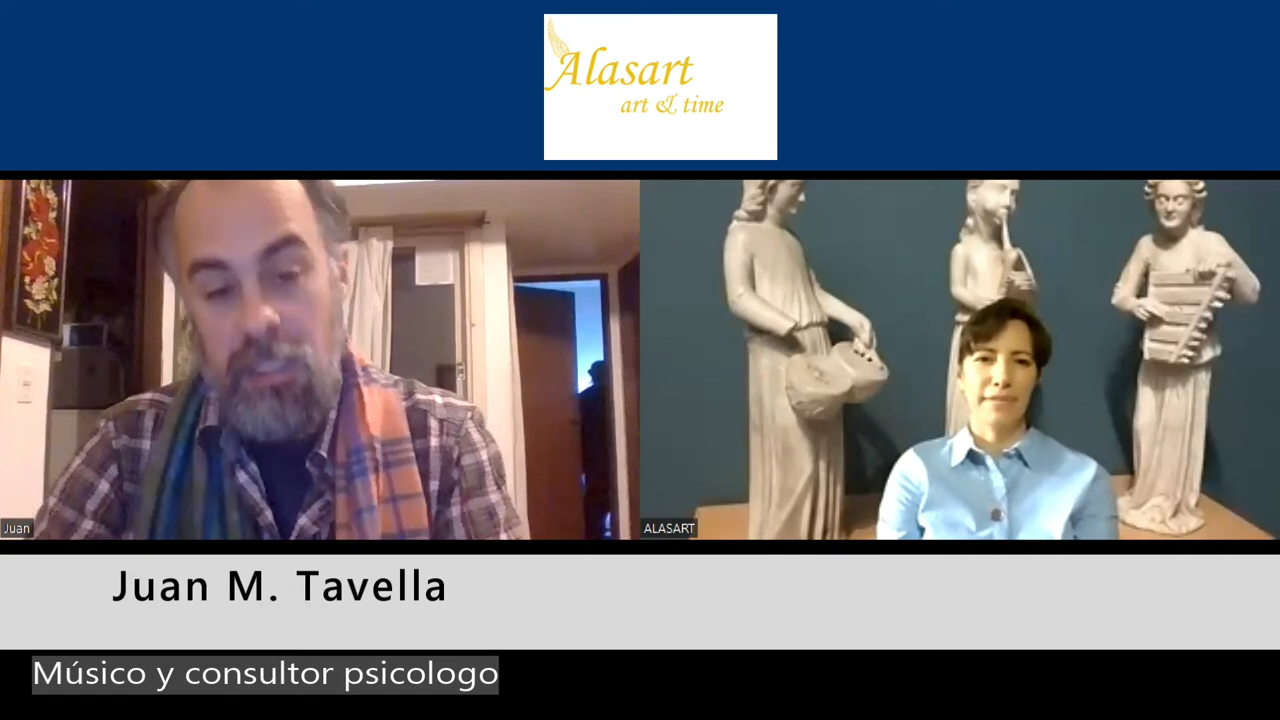 Alasart
art & time
Juan
ALASART
Juan M. Tavella
Músico y consultor psicologo